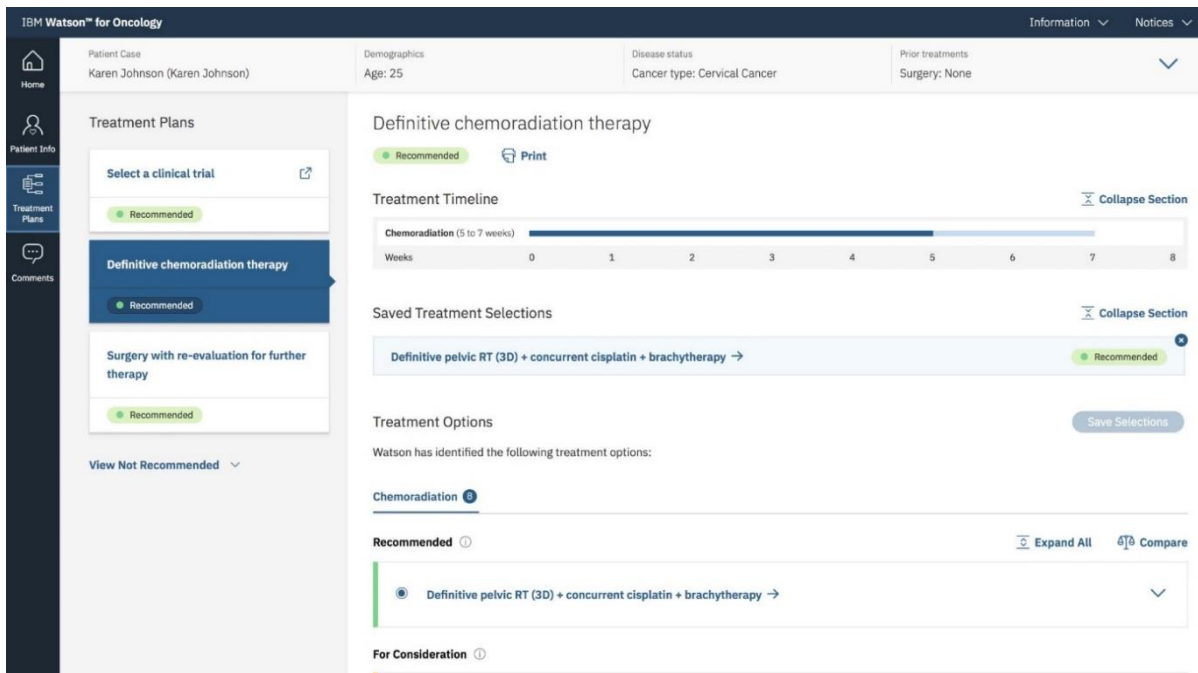 IBM Watson™ for Oncology
Information
Notices
Home
Patient Info
Treatment
Plans
Comments
Patient Case
Karen Johnson (Karen Johnson)
Demographics
Age: 25
Disease status
Cancer type: Cervical Cancer
Prior treatments
Surgery: None
Treatment Plans
Select a clinical trial
Recommended
Definitive chemoradiation therapy
Recommended
Surgery with re-evaluation for further
therapy
Recommended
View Not Recommended
Definitive chemoradiation therapy
Recommended
Print
Treatment Timeline
Collapse Section
Chemoradiation (5 to 7 weeks)
Weeks 0 1 2 3 4 5 6 7 8
Saved Treatment Selections
Collapse Section
Definitive pelvic RT (3D) + concurrent cisplatin + brachytherapy →
Recommended
Treatment Options
Save Selections
Watson has identified the following treatment options:
Chemoradiation 8
Recommended
Expand All
Compare
Definitive pelvic RT (3D) + concurrent cisplatin + brachytherapy →
For Consideration